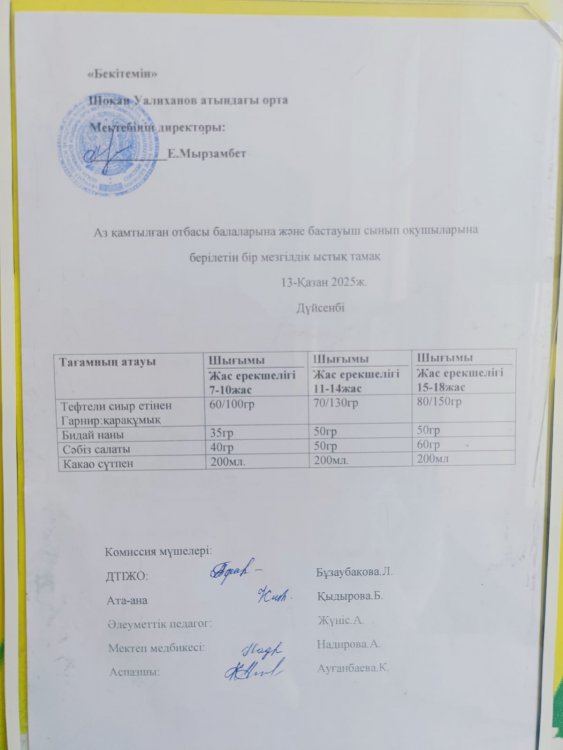 «Бекітемін»
Шоқан Уалиханов атындағы орта
Мектебінің директоры:
Е.Мырзамбет
Аз қамтылған отбасы балаларына және бастауыш сынып оқушыларына
берілетін бір мезгілдік ыстық тамақ
13-Қазан 2025ж.
Дүйсенбі
Тағамның атауы Шығымы Шығымы Шығымы
Жас ерекшелігі Жас ерекшелігі Жас ерекшелігі
7-10жас 11-14жас 15-18жас
Тефтели сиыр етінен 60/100гр 70/130гр 80/150гр
Гарнир:қарақұмық
Бидай наны 35гр 50гр 50гр
Сәбіз салаты 40гр 50гр 60гр
Какао сүтпен 200мл. 200мл. 200мл
Комиссия мүшелері:
ДТІЖО: Бұзаубақова.Л.
Ата-ана Қыдырова.Б.
Әлеуметтік педагог: Жүніс.А.
Мектеп медбикесі: Надирова.А.
Аспазшы: Ауғанбаева.К.